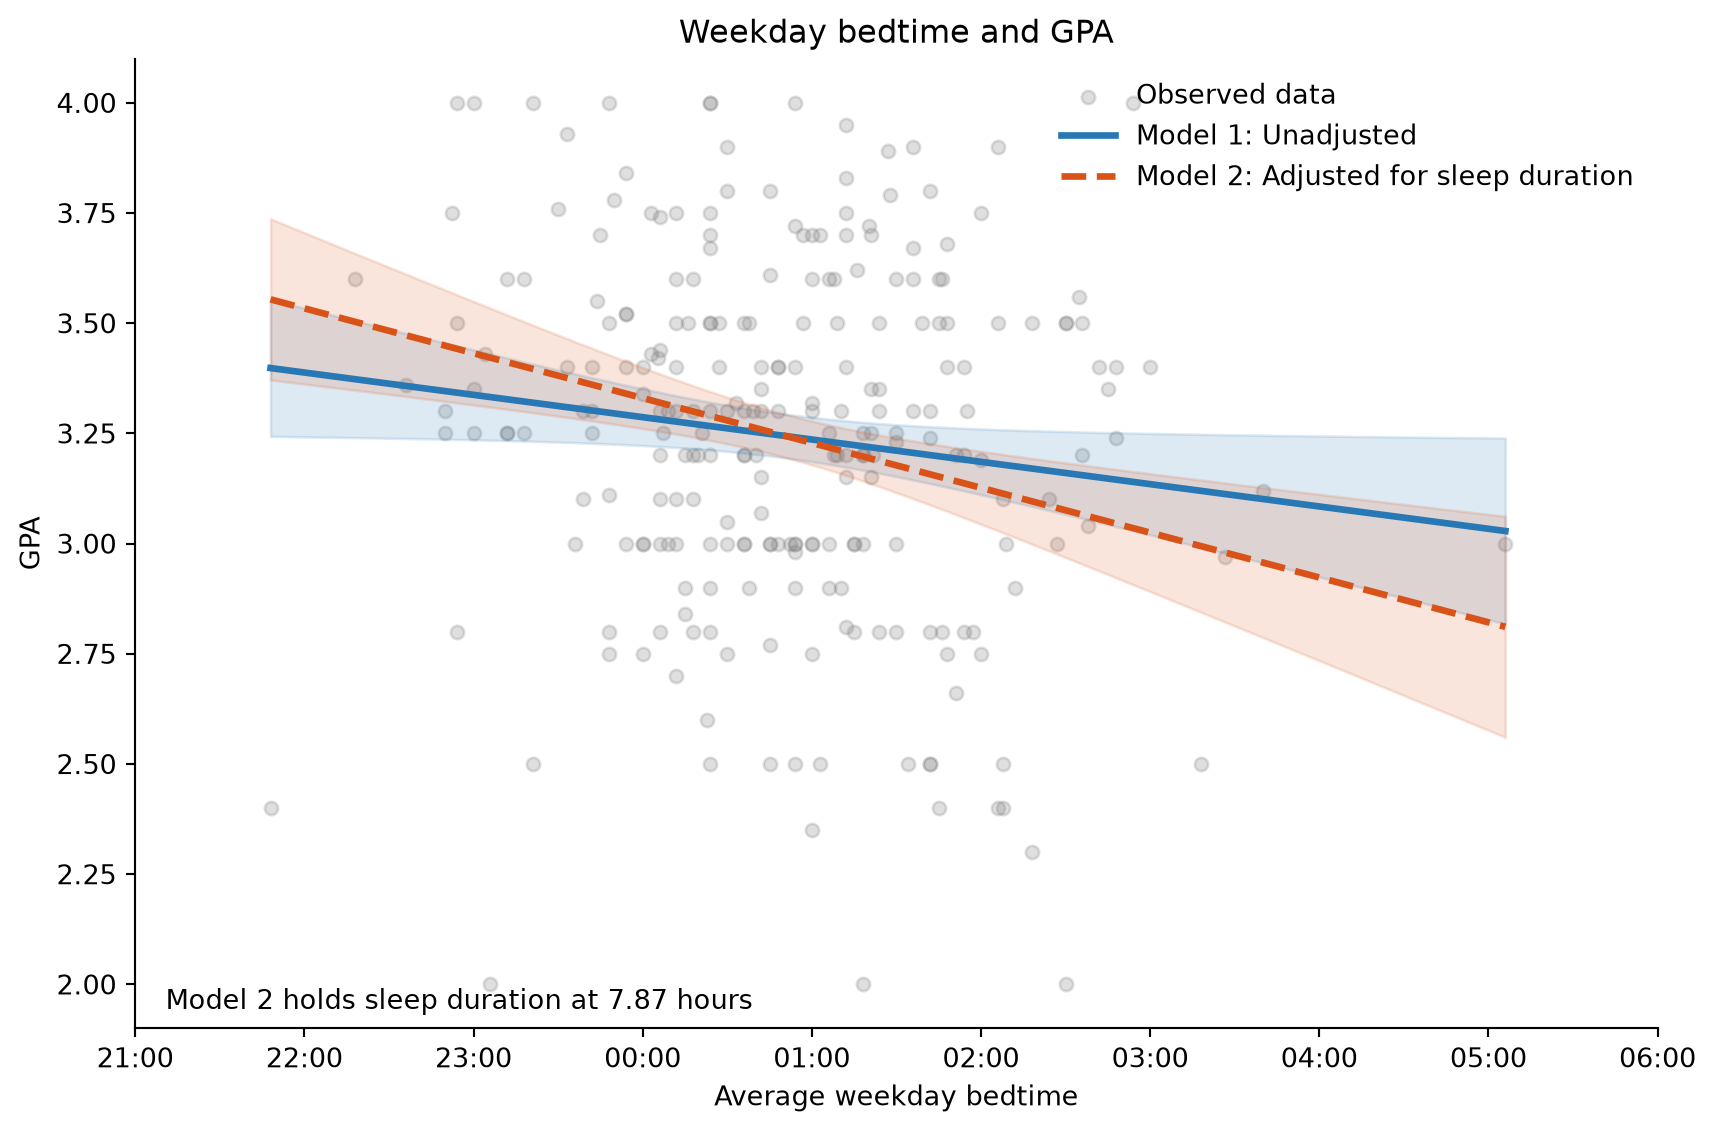 Weekday bedtime and GPA
Observed data
Model 1: Unadjusted
Model 2: Adjusted for sleep duration
4.00
3.75
3.50
3.25
3.00
2.75
2.50
2.25
2.00
GPA
Model 2 holds sleep duration at 7.87 hours
21:00 22:00 23:00 00:00 01:00 02:00 03:00 04:00 05:00 06:00
Average weekday bedtime